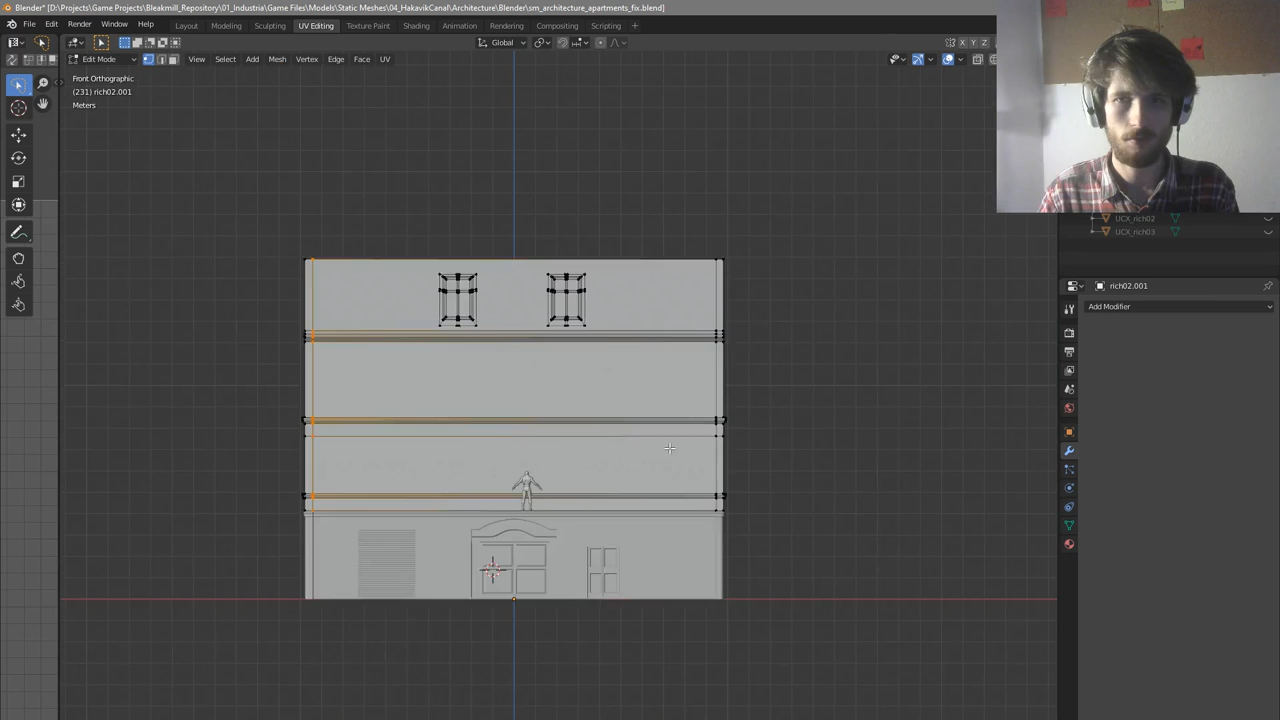 Blender* [D:\Projects\Game Projects\Bleakmill_Repository\01_Industria\Game Files\Models\Static Meshes\04_HakavikCanal\Architecture\Blender\sm_architecture_apartments_fix.blend]
File Edit Render Window Help Layout Modeling Sculpting UV Editing Texture Paint Shading Animation Rendering Compositing Scripting +
Global X Y Z
Edit Mode View Select Add Mesh Vertex Edge Face UV
Front Orthographic
(231) rich02.001
Meters
UCX_rich02
UCX_rich03
rich02.001
Add Modifier